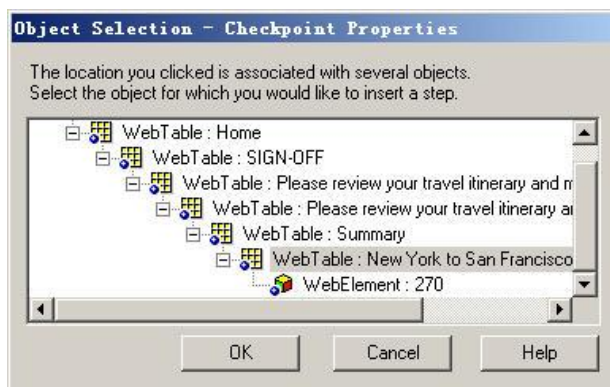 Object Selection - Checkpoint Properties
The location you clicked is associated with several objects.
Select the object for which you would like to insert a step.
WebTable : Home
WebTable : SIGN-OFF
WebTable : Please review your travel itinerary and
WebTable : Please review your travel itinerary
WebTable : Summary
WebTable : New York to San Francisco
WebElement : 270
OK Cancel Help